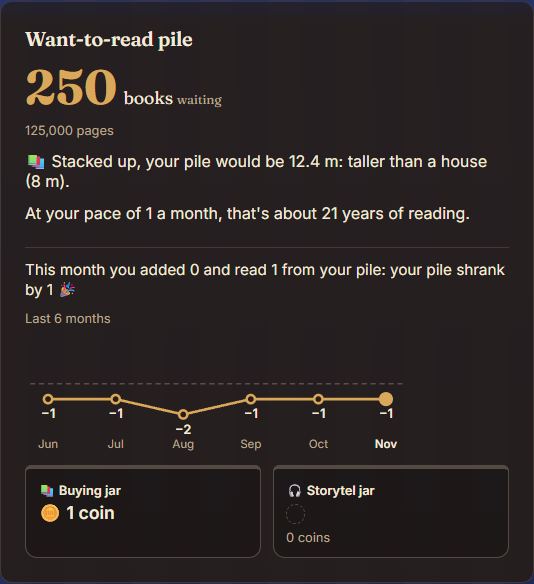 Want-to-read pile
250 books waiting
125,000 pages
Stacked up, your pile would be 12.4 m: taller than a house
(8 m).
At your pace of 1 a month, that's about 21 years of reading.
This month you added 0 and read 1 from your pile: your pile shrank
by 1
Last 6 months
−1 −1 −2 −1 −1 −1
Jun Jul Aug Sep Oct Nov
Buying jar
1 coin
Storytel jar
0 coins